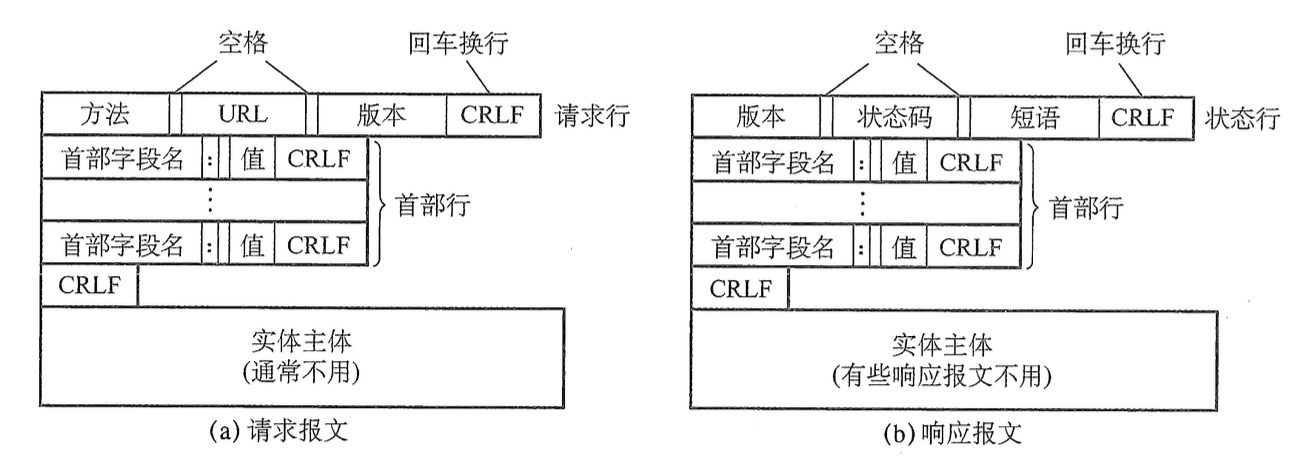 空格 回车换行
方法 URL 版本 CRLF 请求行
首部字段名 : 值 CRLF
⋮
首部字段名 : 值 CRLF
首部行
CRLF
实体主体
(通常不用)
(a) 请求报文
空格 回车换行
版本 状态码 短语 CRLF 状态行
首部字段名 : 值 CRLF
⋮
首部字段名 : 值 CRLF
首部行
CRLF
实体主体
(有些响应报文不用)
(b) 响应报文